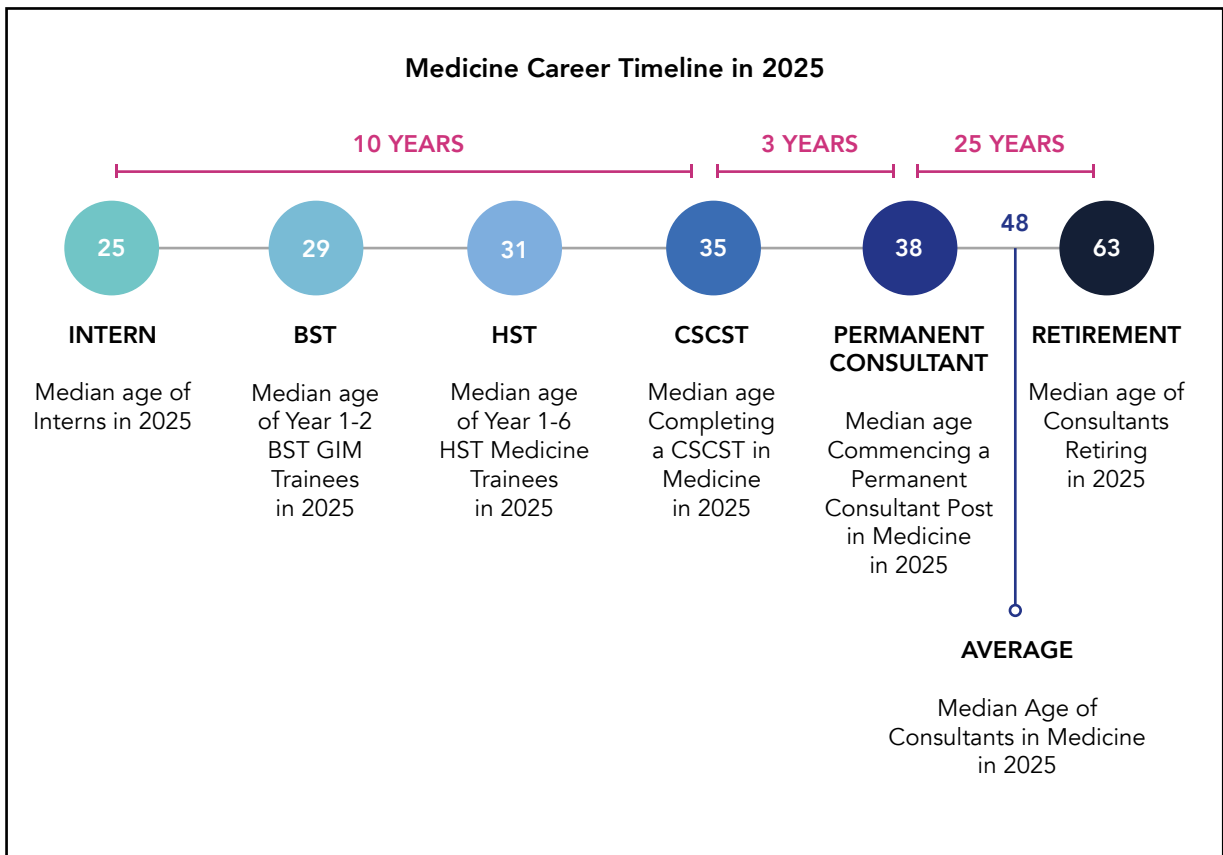 Medicine Career Timeline in 2025
10 YEARS
3 YEARS
25 YEARS
25
29
31
35
38
48
63
INTERN
Median age of
Interns in 2025
BST
Median age
of Year 1-2
BST GIM
Trainees
in 2025
HST
Median age
of Year 1-6
HST Medicine
Trainees
in 2025
CSCST
Median age
Completing
a CSCST in
Medicine
in 2025
PERMANENT
CONSULTANT
Median age
Commencing a
Permanent
Consultant Post
in Medicine
in 2025
RETIREMENT
Median age of
Consultants
Retiring
in 2025
AVERAGE
Median Age of
Consultants in Medicine
in 2025